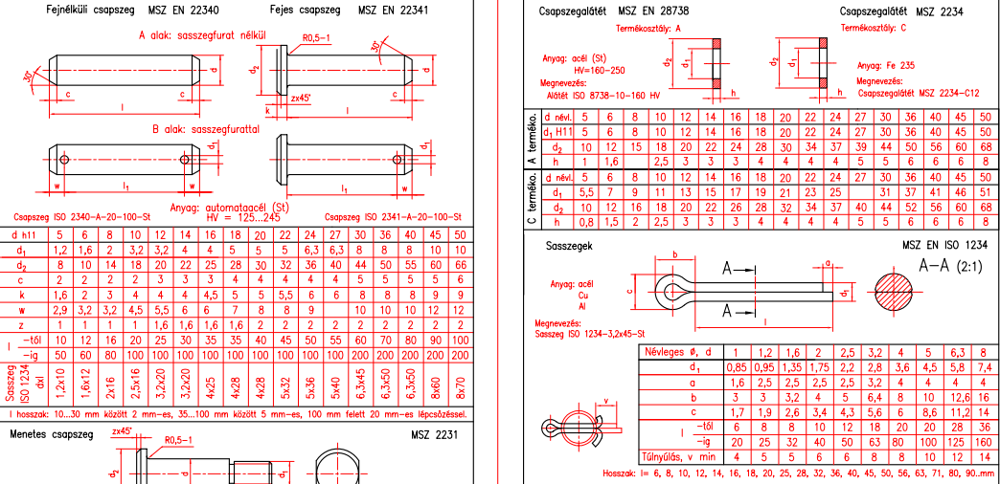 Fejnélküli csapszeg MSZ EN 22340
Fejes csapszeg MSZ EN 22341
A alak: sasszegfurat nélkül
R0,5-1
30°
30°
d
d₂
d
c
c
l
zx45°
k
c
l
B alak: sasszegfurattal
d₁
d₁
w
l₁
w
l₁
w
Anyag: automataacél (St)
HV = 125...245
Csapszeg ISO 2340-A-20-100-St
Csapszeg ISO 2341-A-20-100-St
d h11 5 6 8 10 12 14 16 18 20 22 24 27 30 36 40 45 50
d₁ 1,2 1,6 2 3,2 3,2 4 4 5 5 5 6,3 6,3 8 8 8 10 10
d₂ 8 10 14 18 20 22 25 28 30 32 36 40 44 50 55 60 66
c 2 2 2 2 3 3 3 4 4 4 4 4 5 5 5 5 6
k 1,6 2 3 4 4 4 4,5 5 5 5,5 6 6 8 8 8 9 9
w 2,9 3,2 3,2 4,5 5,5 6 6 7 8 8 9 10 10 10 12 12
z 1 1 1 1 1,6 1,6 1,6 1,6 2 2 2 2 2 2 2 2 2
l -tól 10 12 16 20 25 30 35 35 40 45 50 55 60 70 80 90 100
-ig 50 60 80 100 100 100 100 100 100 100 100 100 200 200 200 200 200
Sasszeg ISO 1234 dxl 1,2x10 1,6x12 2x16 2,5x16 3,2x20 3,2x20 4x25 4x28 4x28 5x32 5x36 5x40 6,3x45 6,3x50 6,3x50 8x60 8x70
l hosszak: 10...30 mm között 2 mm-es, 35...100 mm között 5 mm-es, 100 mm felett 20 mm-es lépcsőzéssel.
Menetes csapszeg
MSZ 2231
zx45°
R0,5-1
d₂
d
d₁
Csapszegalátét MSZ EN 28738
Csapszegalátét MSZ 2234
Termékosztály: A
Termékosztály: C
Anyag: acél (St)
HV=160-250
Megnevezés:
Alátét ISO 8738-10-160 HV
d₂
d₁
h
d₂
d₁
h
Anyag: Fe 235
Megnevezés:
Csapszegalátét MSZ 2234-C12
A terméko.
d névl. 5 6 8 10 12 14 16 18 20 22 24 27 30 36 40 45 50
d₁ H11 5 6 8 10 12 14 16 18 20 22 24 27 30 36 40 45 50
d₂ 10 12 15 18 20 22 24 28 30 34 37 39 44 50 56 60 68
h 1 1,6 2,5 3 3 3 4 4 4 4 5 5 6 6 6 8
C terméko.
d névl. 5 6 8 10 12 14 16 18 20 22 24 27 30 36 40 45 50
d₁ 5,5 7 9 11 13 15 17 19 21 23 25 31 37 41 46 51
d₂ 10 12 16 18 20 22 26 28 32 34 37 40 44 52 56 60 68
h 0,8 1,5 2 2,5 3 3 3 4 4 4 4 5 5 6 6 6 8
Sasszegek
MSZ EN ISO 1234
Anyag: acél
Cu
Al
b
A
a
A-A (2:1)
c
d₁
A
l
Megnevezés:
Sasszeg ISO 1234-3,2x45-St
Névleges Ø, d 1 1,2 1,6 2 2,5 3,2 4 5 6,3 8
d₁ 0,85 0,95 1,35 1,75 2,2 2,8 3,6 4,5 5,8 7,4
a 1,6 2,5 2,5 2,5 2,5 3,2 4 4 4 4
b 3 3 3,2 4 5 6,4 8 10 12,6 16
c 1,7 1,9 2,6 3,4 4,3 5,6 6 8,6 11,2 14
l -tól 6 8 8 10 12 18 20 20 28 36
-ig 20 25 32 40 50 63 80 100 125 160
Túlnyúlás, v min 4 5 5 6 6 8 8 10 12 14
v
Hosszak: l= 6, 8, 10, 12, 14, 16, 18, 20, 25, 28, 32, 36, 40, 45, 50, 56, 63, 71, 80, 90..mm